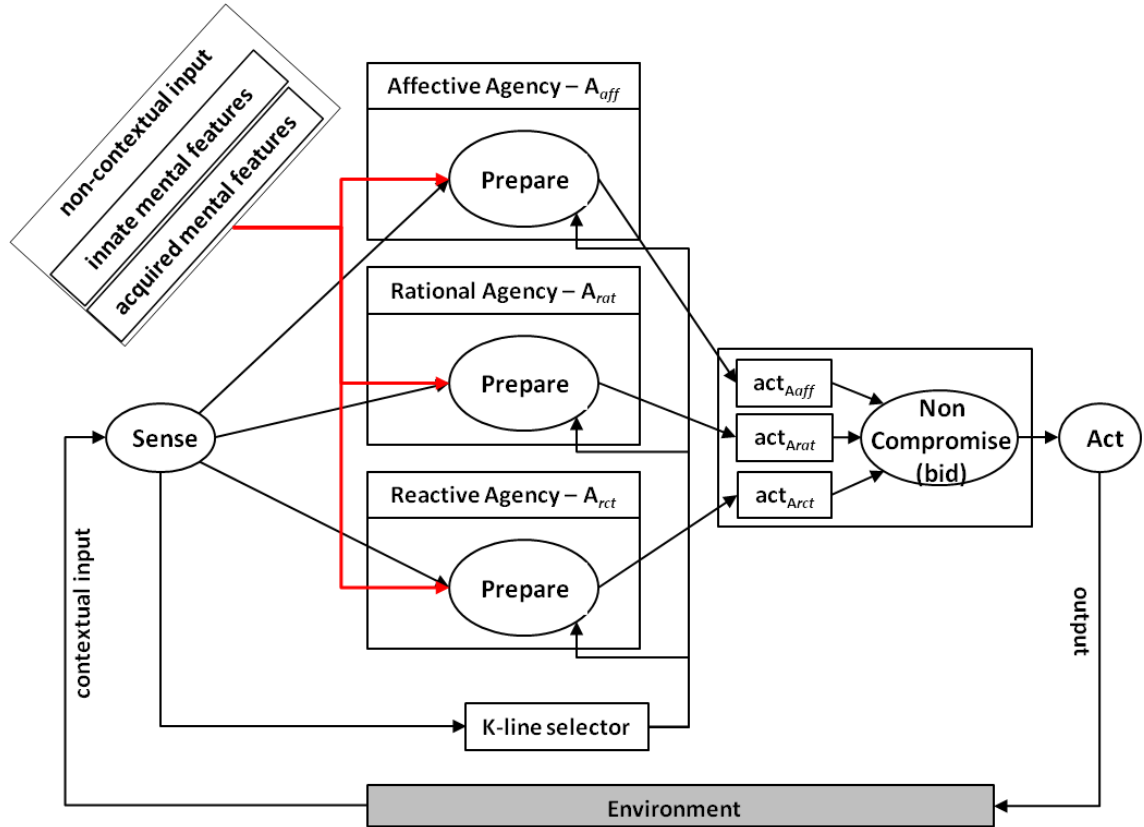 non-contextual input
innate mental features
acquired mental features
Affective Agency – Aaff
Prepare
Rational Agency – Arat
Prepare
Reactive Agency – Arct
Prepare
Sense
actAaff
actArat
actArct
Non
Compromise
(bid)
Act
contextual input
output
K-line selector
Environment